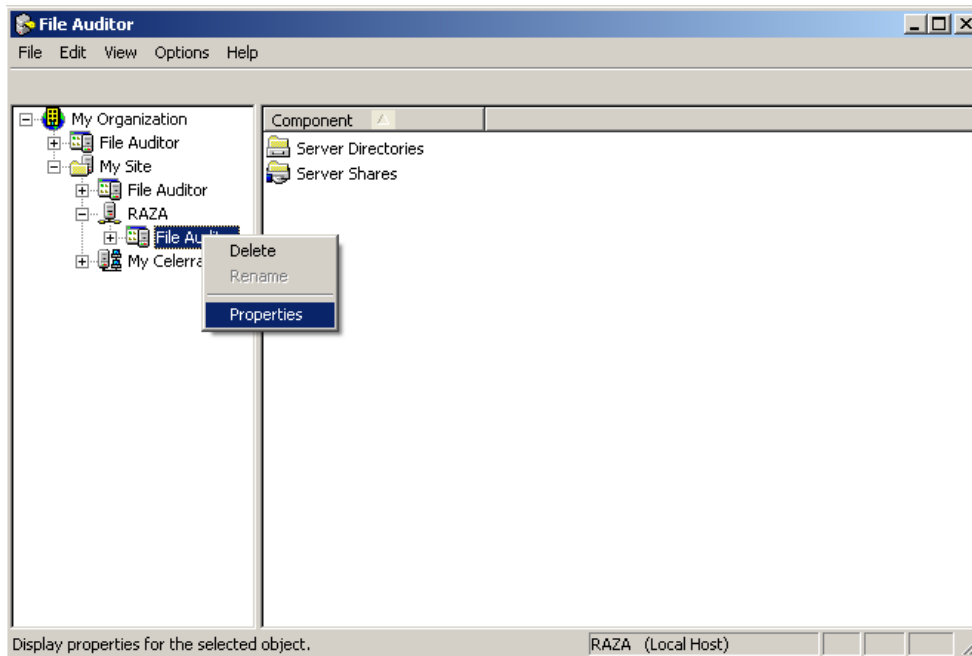 File Auditor
File Edit View Options Help
My Organization
File Auditor
My Site
File Auditor
RAZA
File Au
My Celerra
Delete
Rename
Properties
Component
Server Directories
Server Shares
Display properties for the selected object.
RAZA (Local Host)